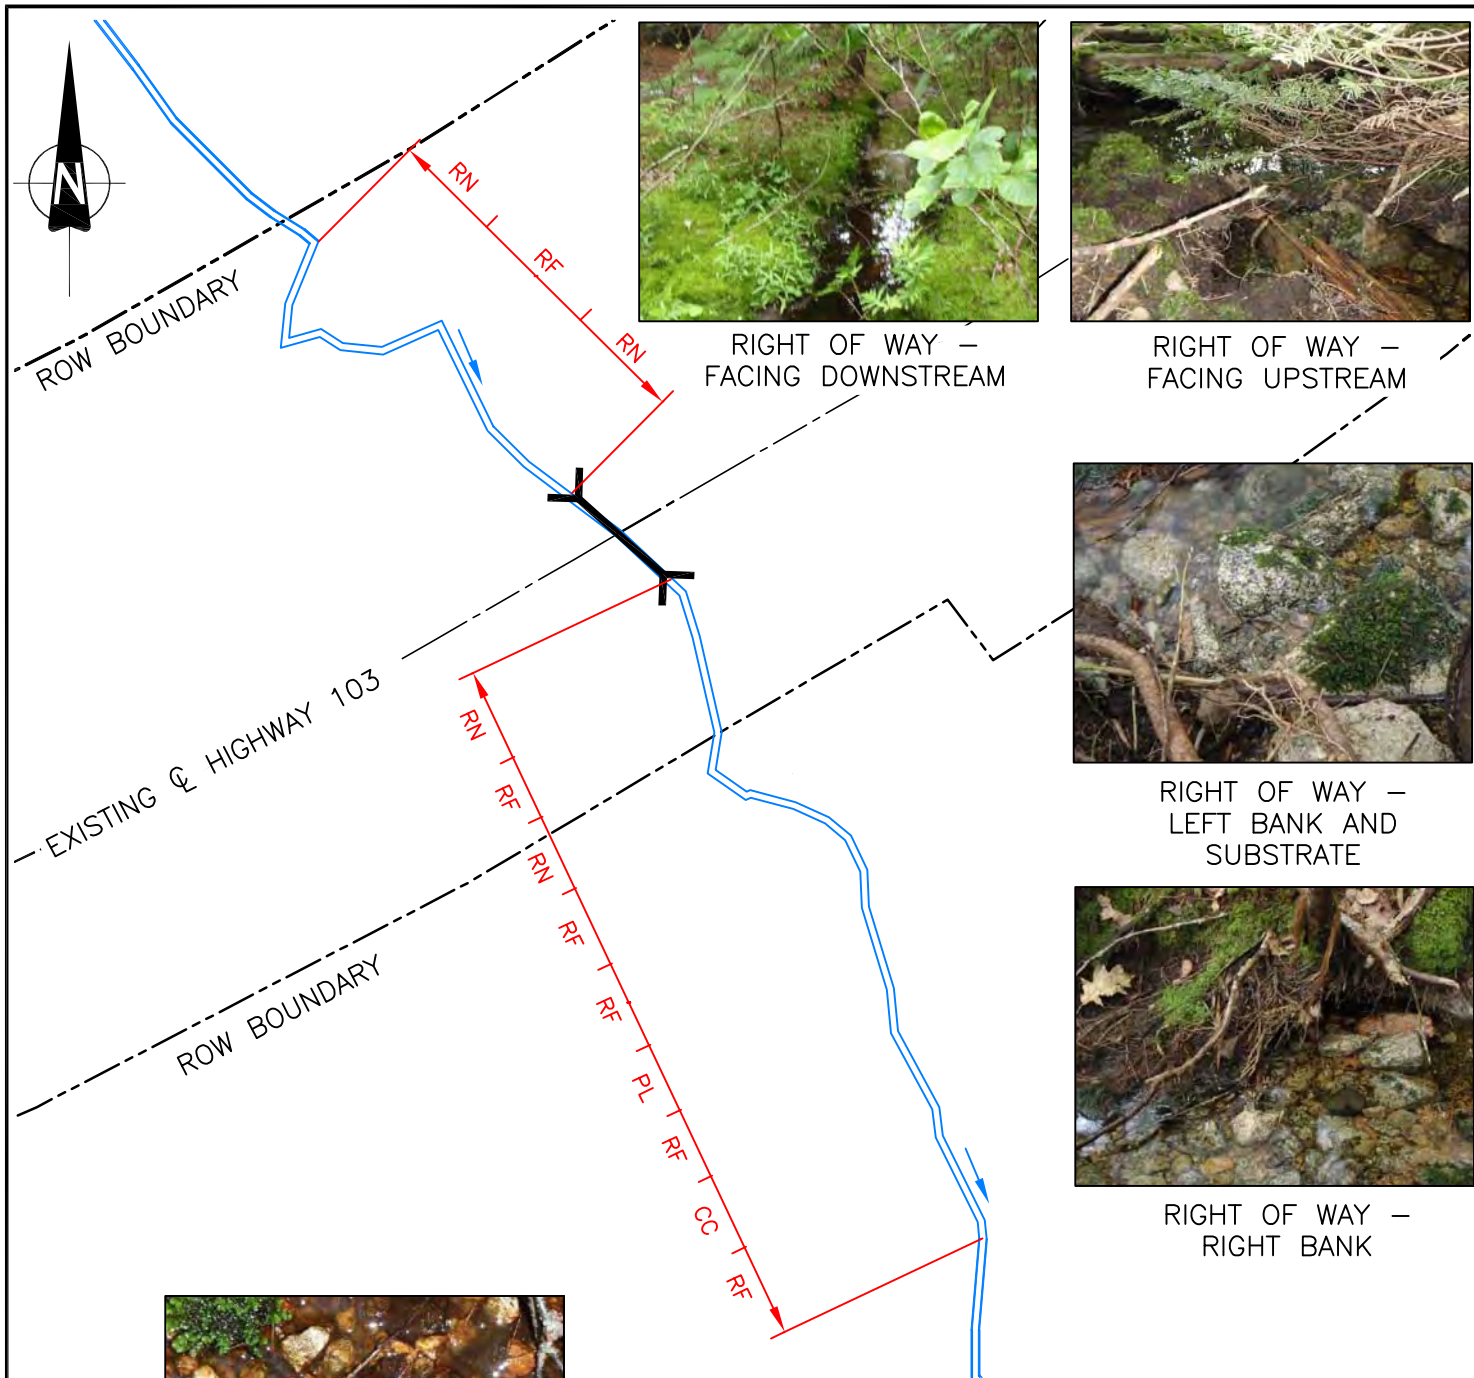 N
RN
RF
RN
ROW BOUNDARY
RIGHT OF WAY –
FACING DOWNSTREAM
RIGHT OF WAY –
FACING UPSTREAM
EXISTING ℄ HIGHWAY 103
RIGHT OF WAY –
LEFT BANK AND
SUBSTRATE
RN
RF
RN
RF
RF
PL
RF
CC
RF
ROW BOUNDARY
RIGHT OF WAY –
RIGHT BANK